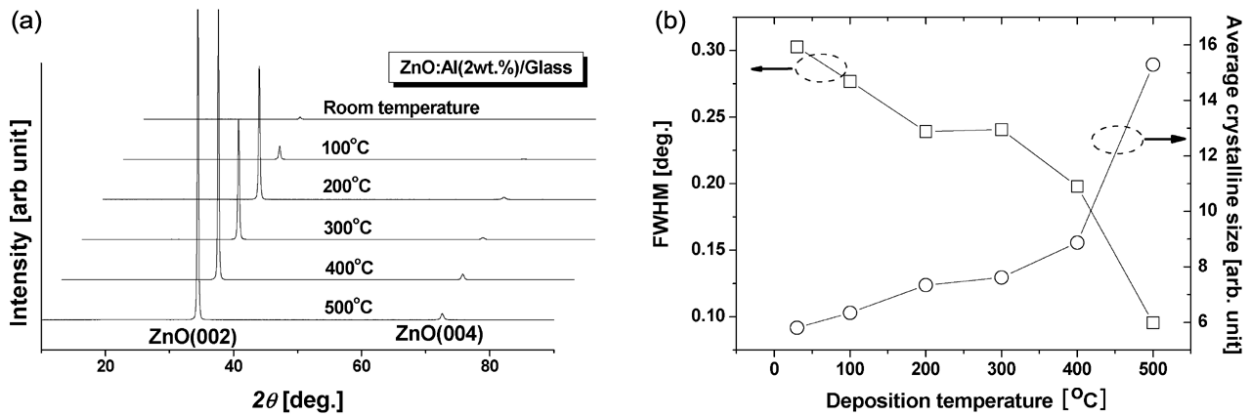 (a)
ZnO:Al(2wt.%)/Glass
Room temperature
100°C
200°C
300°C
400°C
500°C
ZnO(002)
ZnO(004)
Intensity [arb unit]
20
40
60
80
2θ [deg.]
(b)
FWHM [deg.]
0.30
0.25
0.20
0.15
0.10
0
100
200
300
400
500
Deposition temperature [°C]
16
15
12
10
8
6
Average crystalline size [arb. unit]